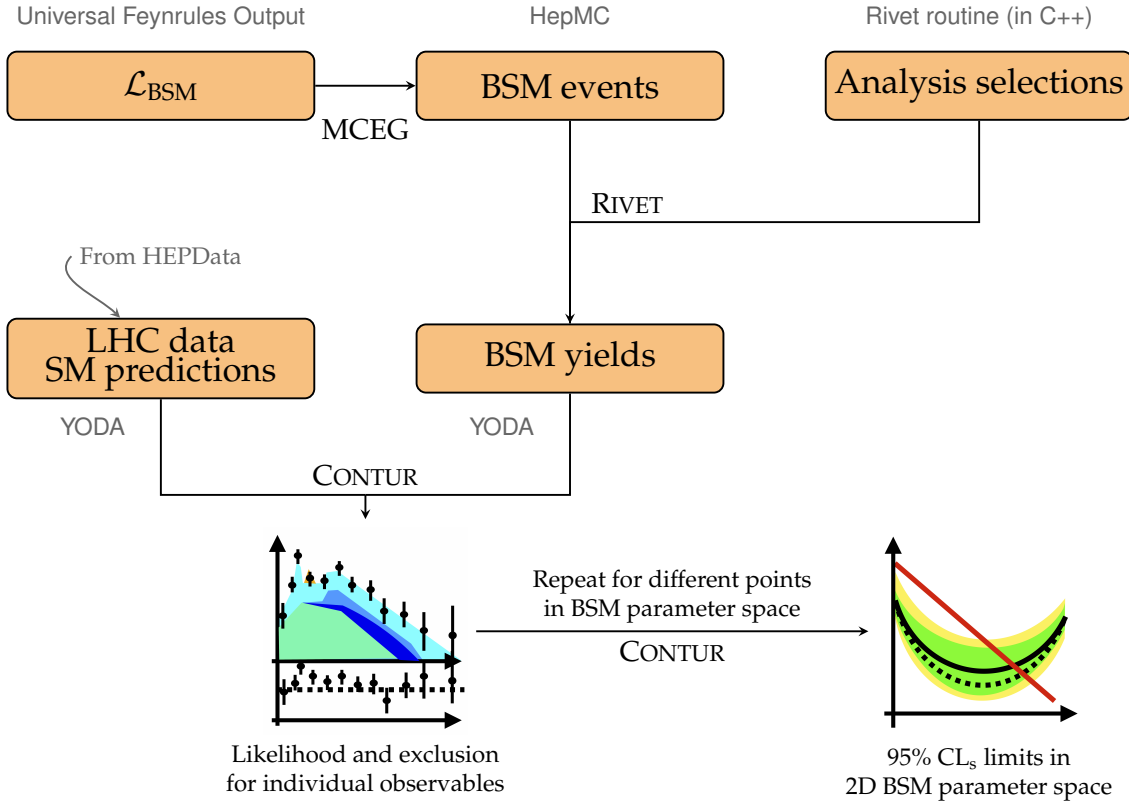 Universal Feynrules Output
HepMC
Rivet routine (in C++)
ℒ_BSM
BSM events
Analysis selections
MCEG
RIVET
From HEPData
LHC data
SM predictions
BSM yields
YODA
YODA
CONTUR
Repeat for different points
in BSM parameter space
CONTUR
Likelihood and exclusion
for individual observables
95% CLₛ limits in
2D BSM parameter space